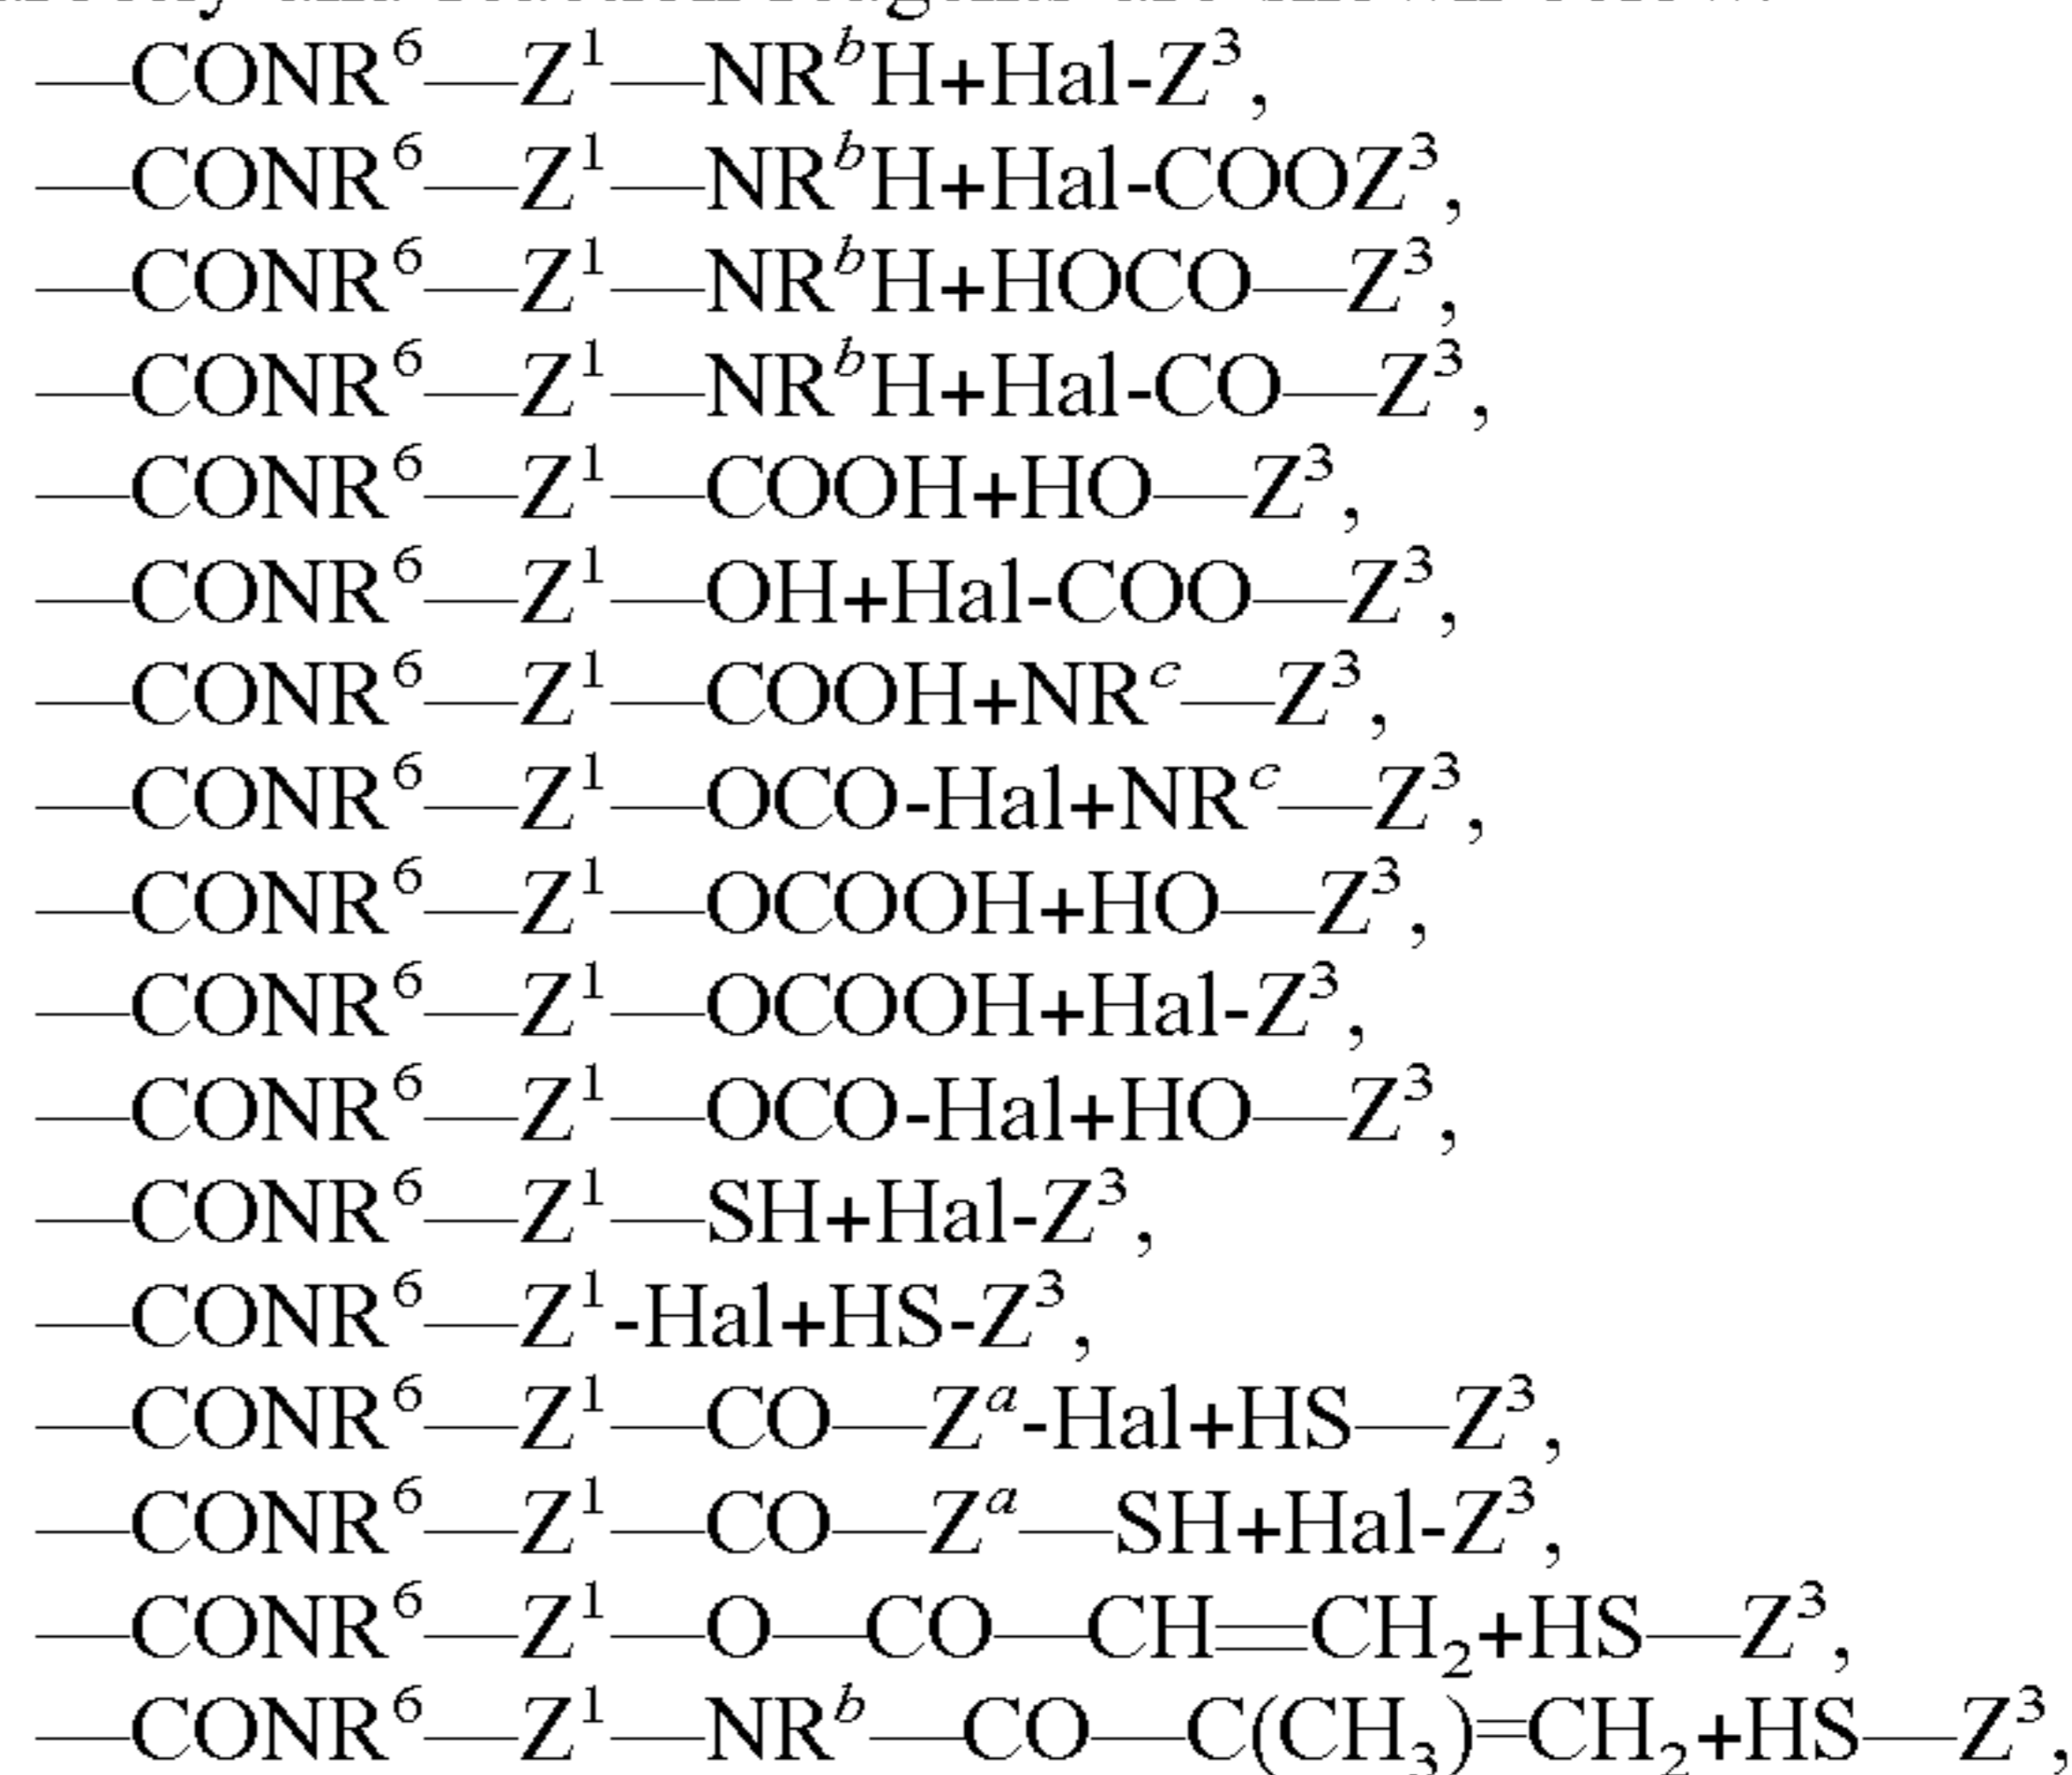 —CONR⁶—Z¹—NRᵇH+Hal-Z³,
—CONR⁶—Z¹—NRᵇH+Hal-COOZ³,
—CONR⁶—Z¹—NRᵇH+HOCO—Z³,
—CONR⁶—Z¹—NRᵇH+Hal-CO—Z³,
—CONR⁶—Z¹—COOH+HO—Z³,
—CONR⁶—Z¹—OH+Hal-COO—Z³,
—CONR⁶—Z¹—COOH+NRᶜ—Z³,
—CONR⁶—Z¹—OCO-Hal+NRᶜ—Z³,
—CONR⁶—Z¹—OCOOH+HO—Z³,
—CONR⁶—Z¹—OCOOH+Hal-Z³,
—CONR⁶—Z¹—OCO-Hal+HO—Z³,
—CONR⁶—Z¹—SH+Hal-Z³,
—CONR⁶—Z¹-Hal+HS-Z³,
—CONR⁶—Z¹—CO—Zᵃ-Hal+HS—Z³,
—CONR⁶—Z¹—CO—Zᵃ—SH+Hal-Z³,
—CONR⁶—Z¹—O—CO—CH=CH₂+HS—Z³,
—CONR⁶—Z¹—NRᵇ—CO—C(CH₃)=CH₂+HS—Z³,